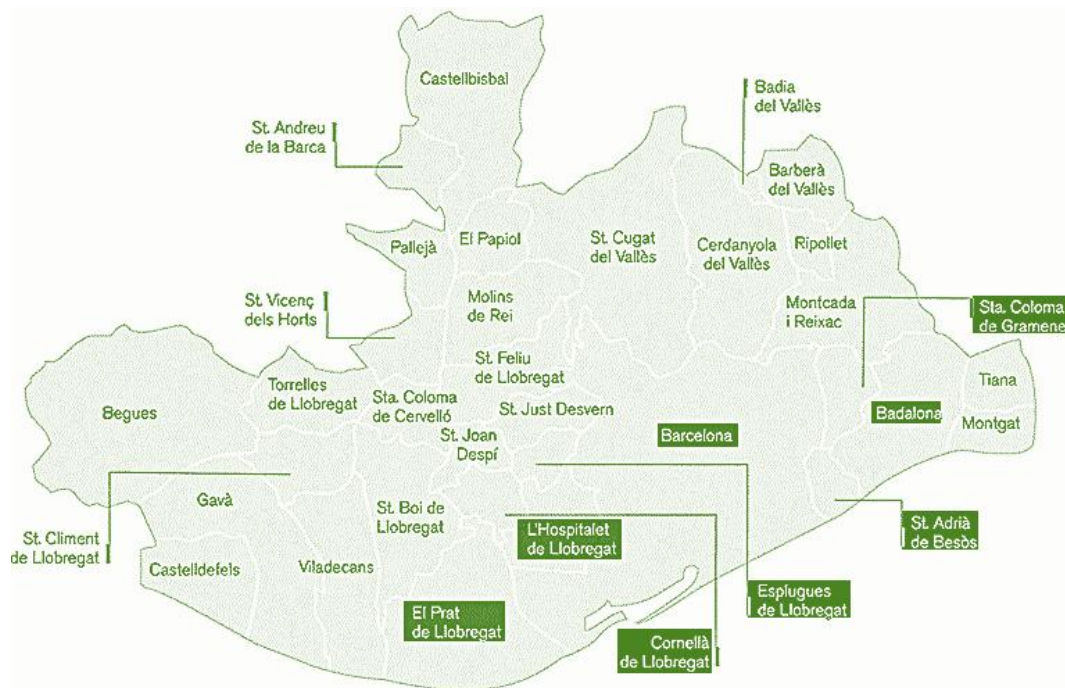 Castellbisbal
Badia
del Vallès
St. Andreu
de la Barca
Barberà
del Vallès
Pallejà
El Papiol
St. Cugat
del Vallès
Cerdanyola
del Vallès
Ripollet
St. Vicenç
dels Horts
Molins
de Rei
Montcada
i Reixac
Sta. Coloma
de Gramene
St. Feliu
de Llobregat
Torrelles
de Llobregat
Sta. Coloma
de Cervelló
Tiana
Begues
St. Just Desvern
Badalona
Montgat
St. Joan
Despí
Barcelona
Gavà
St. Boi de
Llobregat
St. Climent
de Llobregat
L'Hospitalet
de Llobregat
St. Adrià
de Besòs
Castelldefels
Viladecans
Esplugues
de Llobregat
El Prat
de Llobregat
Cornellà
de Llobregat